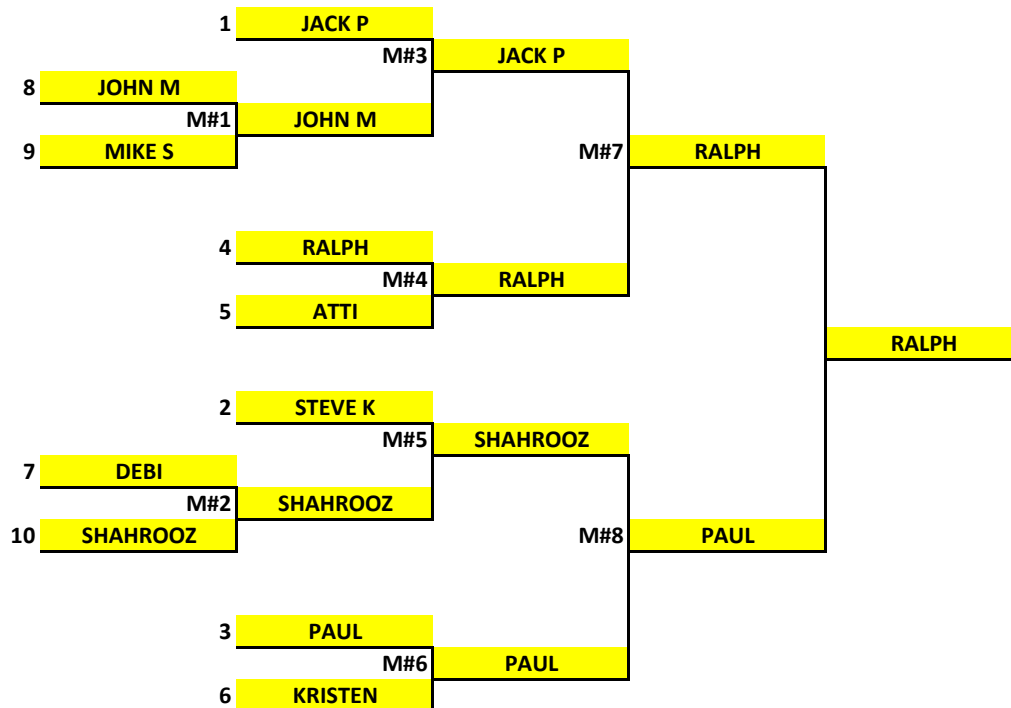 1 JACK P
M#3 JACK P
8 JOHN M
M#1 JOHN M
9 MIKE S
M#7 RALPH
4 RALPH
M#4 RALPH
5 ATTI
RALPH
2 STEVE K
M#5 SHAHROOZ
7 DEBI
M#2 SHAHROOZ
10 SHAHROOZ
M#8 PAUL
3 PAUL
M#6 PAUL
6 KRISTEN